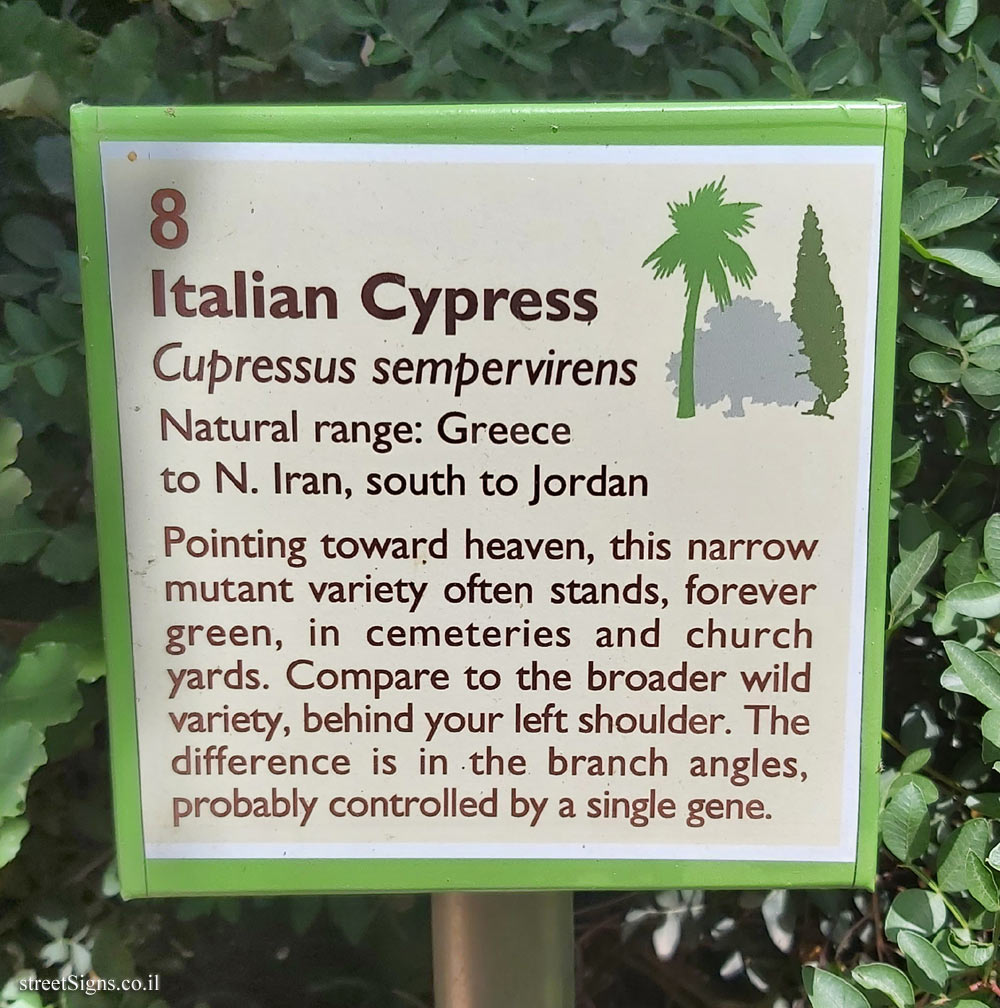 8
Italian Cypress
Cupressus sempervirens
Natural range: Greece
to N. Iran, south to Jordan
Pointing toward heaven, this narrow
mutant variety often stands, forever
green, in cemeteries and church
yards. Compare to the broader wild
variety, behind your left shoulder. The
difference is in the branch angles,
probably controlled by a single gene.
streetSigns.co.il